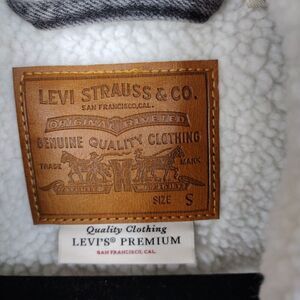 LEVI STRAUSS & CO.
SAN FRANCISCO, CAL.
ORIGINAL RIVETED
GENUINE QUALITY CLOTHING
TRADE MARK
SIZE S
Quality Clothing
LEVI'S® PREMIUM
SAN FRANCISCO, CAL.